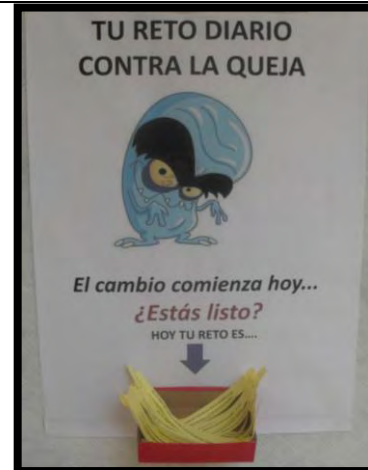 TU RETO DIARIO
CONTRA LA QUEJA
El cambio comienza hoy...
¿Estás listo?
HOY TU RETO ES....